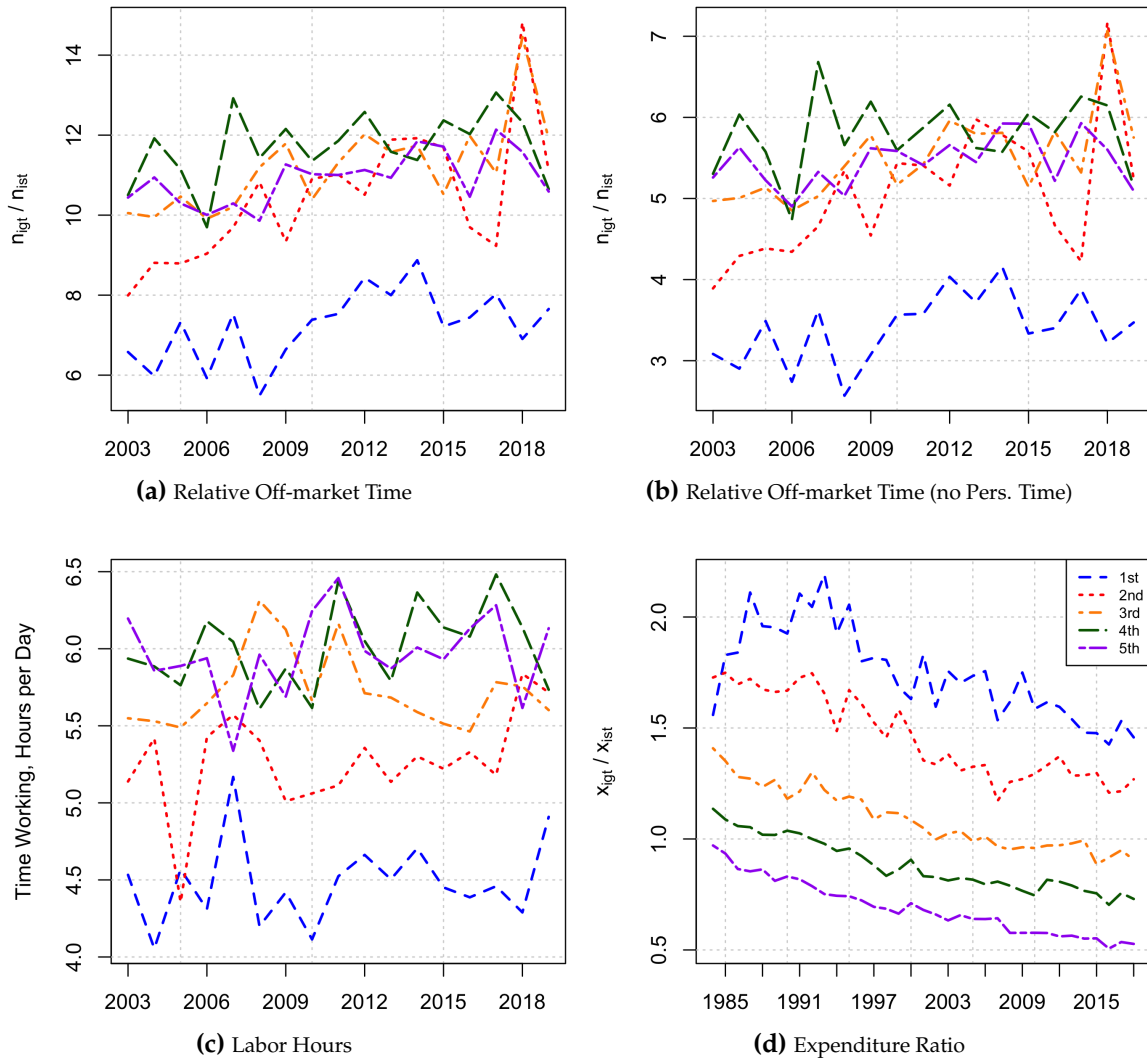 14
12
10
8
6
n_igt / n_ist
2003 2006 2009 2012 2015 2018
(a) Relative Off-market Time
7
6
5
4
3
n_igt / n_ist
2003 2006 2009 2012 2015 2018
(b) Relative Off-market Time (no Pers. Time)
6.5
6.0
5.5
5.0
4.5
4.0
Time Working, Hours per Day
2003 2006 2009 2012 2015 2018
(c) Labor Hours
2.0
1.5
1.0
0.5
x_igt / x_ist
1st
2nd
3rd
4th
5th
1985 1991 1997 2003 2009 2015
(d) Expenditure Ratio